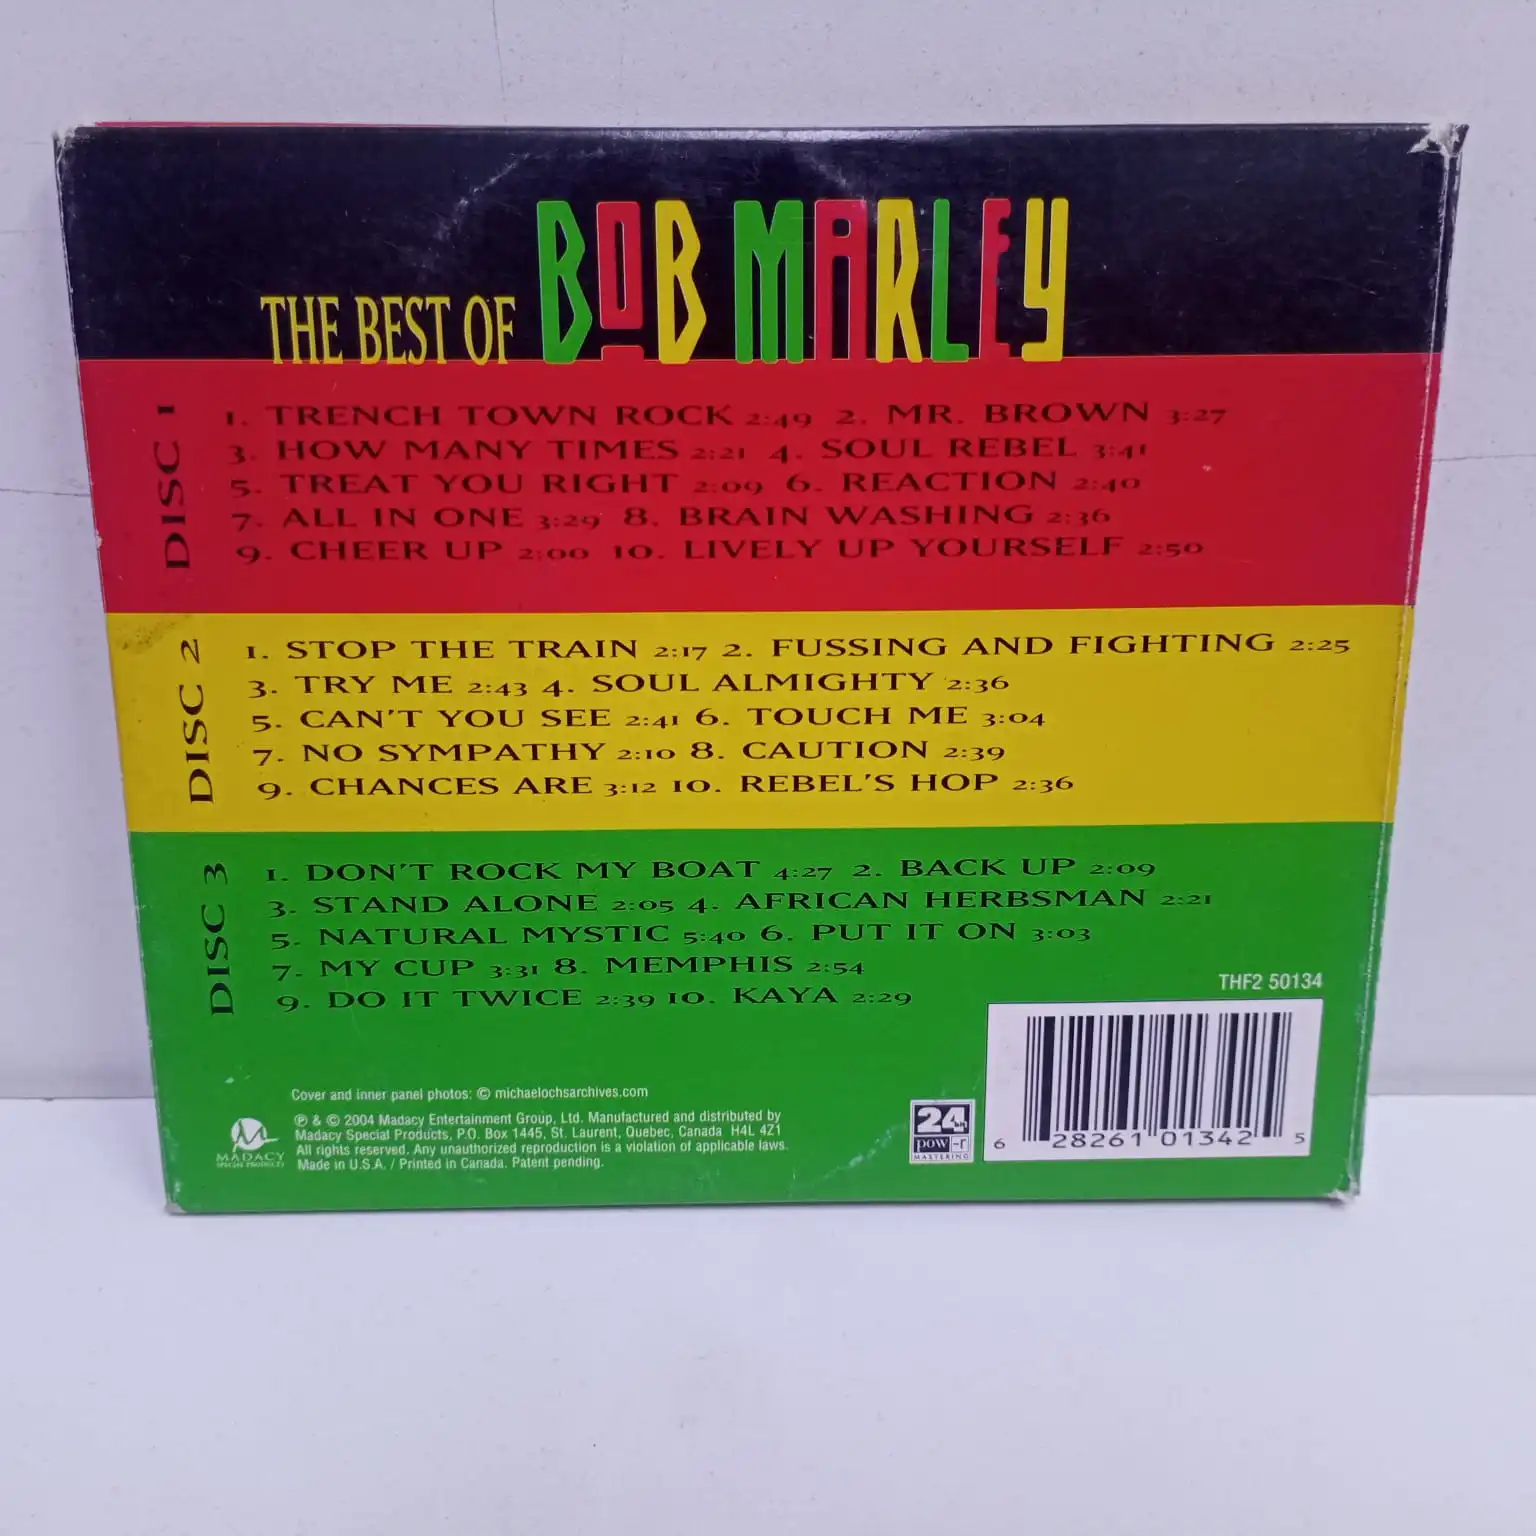 THE BEST OF BOB MARLEY
DISC 1
1. TRENCH TOWN ROCK 2:49 2. MR. BROWN 3:27
3. HOW MANY TIMES 2:21 4. SOUL REBEL 3:41
5. TREAT YOU RIGHT 2:09 6. REACTION 2:40
7. ALL IN ONE 3:29 8. BRAIN WASHING 2:36
9. CHEER UP 2:00 10. LIVELY UP YOURSELF 2:50
DISC 2
1. STOP THE TRAIN 2:17 2. FUSSING AND FIGHTING 2:25
3. TRY ME 2:43 4. SOUL ALMIGHTY 2:36
5. CAN'T YOU SEE 2:41 6. TOUCH ME 3:04
7. NO SYMPATHY 2:10 8. CAUTION 2:39
9. CHANCES ARE 3:12 10. REBEL'S HOP 2:36
DISC 3
1. DON'T ROCK MY BOAT 4:27 2. BACK UP 2:09
3. STAND ALONE 2:05 4. AFRICAN HERBSMAN 2:21
5. NATURAL MYSTIC 5:40 6. PUT IT ON 3:03
7. MY CUP 3:31 8. MEMPHIS 2:54
9. DO IT TWICE 2:39 10. KAYA 2:29
THF2 50134
Cover and inner panel photos: © michaelochsarchives.com
℗ & © 2004 Madacy Entertainment Group, Ltd. Manufactured and distributed by
Madacy Special Products, P.O. Box 1445, St. Laurent, Quebec, Canada H4L 4Z1
All rights reserved. Any unauthorized reproduction is a violation of applicable laws.
Made in U.S.A. / Printed in Canada. Patent pending.
MADACY
SPECIAL PRODUCTS
24 bit
pow-r
MASTERING
6 28261 01342 5